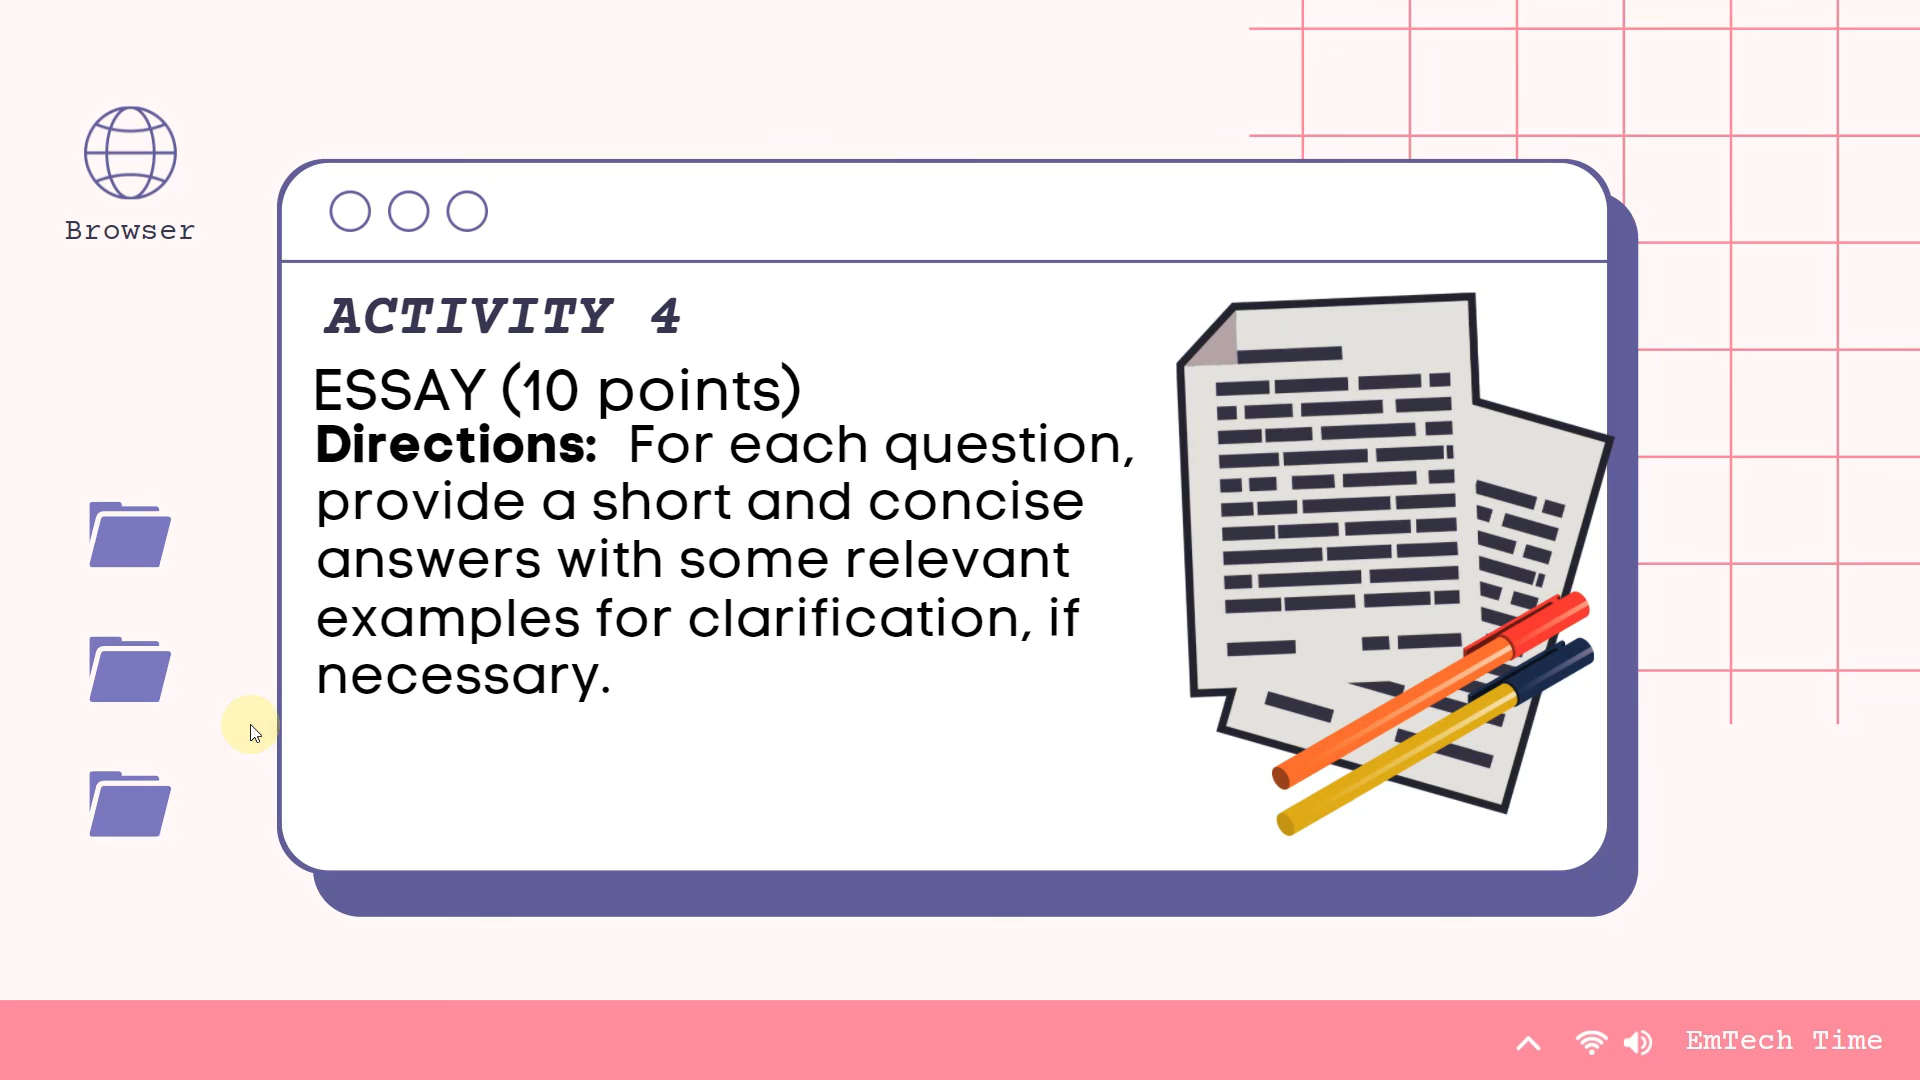 Browser
ACTIVITY 4
ESSAY (10 points)
Directions: For each question,
provide a short and concise
answers with some relevant
examples for clarification, if
necessary.
EmTech Time